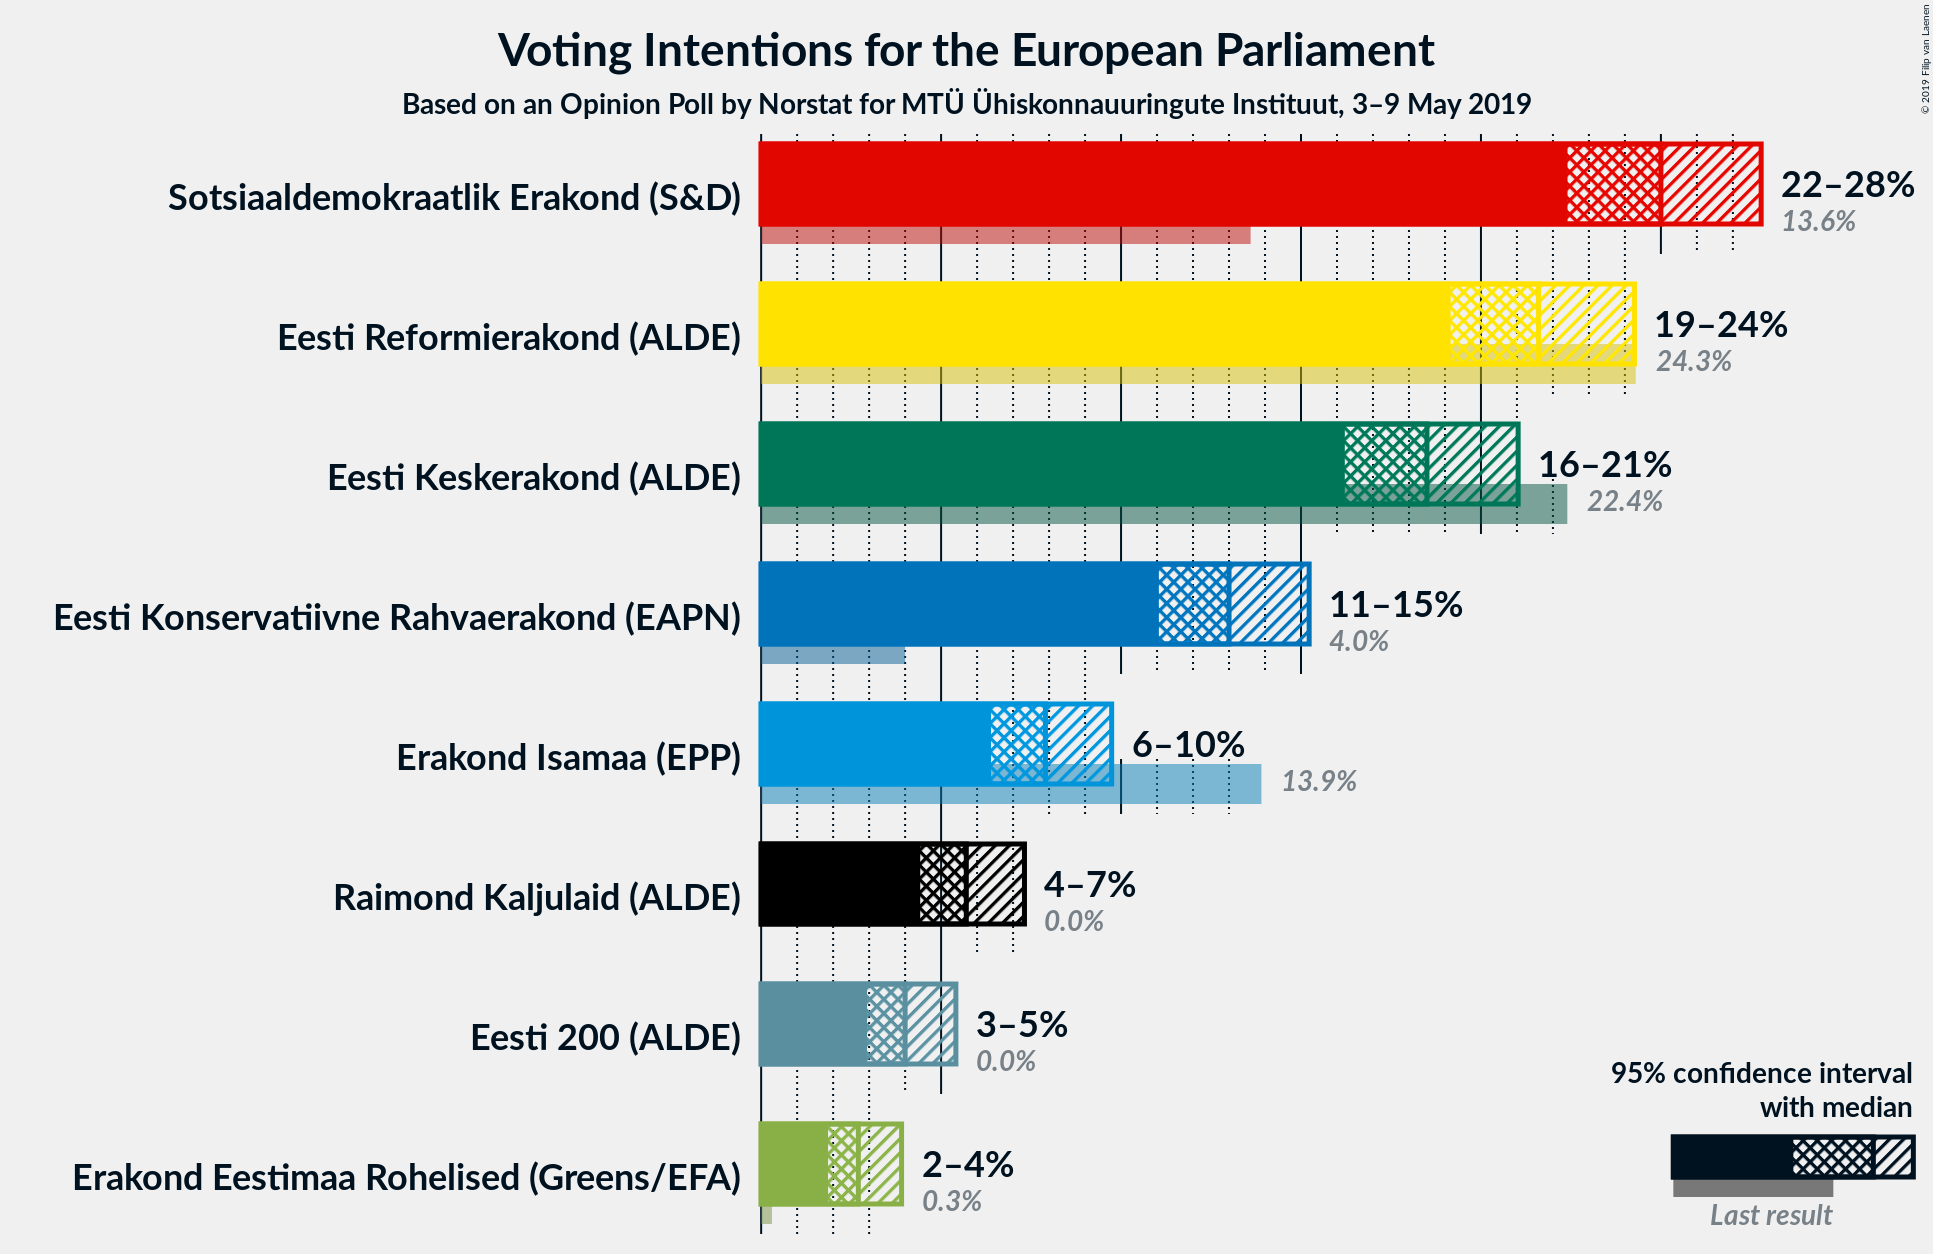 Voting Intentions for the European Parliament
Based on an Opinion Poll by Norstat for MTÜ Ühiskonnauuringute Instituut, 3–9 May 2019
© 2019 Filip van Laenen
Sotsiaaldemokraatlik Erakond (S&D)
22–28%
13.6%
Eesti Reformierakond (ALDE)
19–24%
24.3%
Eesti Keskerakond (ALDE)
16–21%
22.4%
Eesti Konservatiivne Rahvaerakond (EAPN)
11–15%
4.0%
Erakond Isamaa (EPP)
6–10%
13.9%
Raimond Kaljulaid (ALDE)
4–7%
0.0%
Eesti 200 (ALDE)
3–5%
0.0%
Erakond Eestimaa Rohelised (Greens/EFA)
2–4%
0.3%
95% confidence interval
with median
Last result